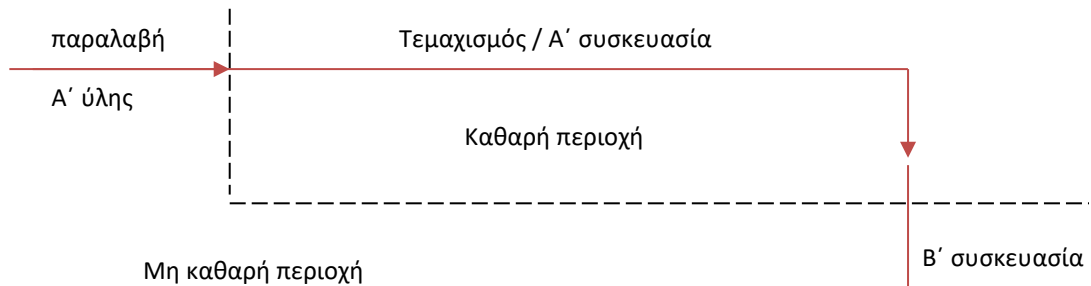 παραλαβή
Τεμαχισμός / Α΄ συσκευασία
Α΄ ύλης
Καθαρή περιοχή
Μη καθαρή περιοχή
Β΄ συσκευασία